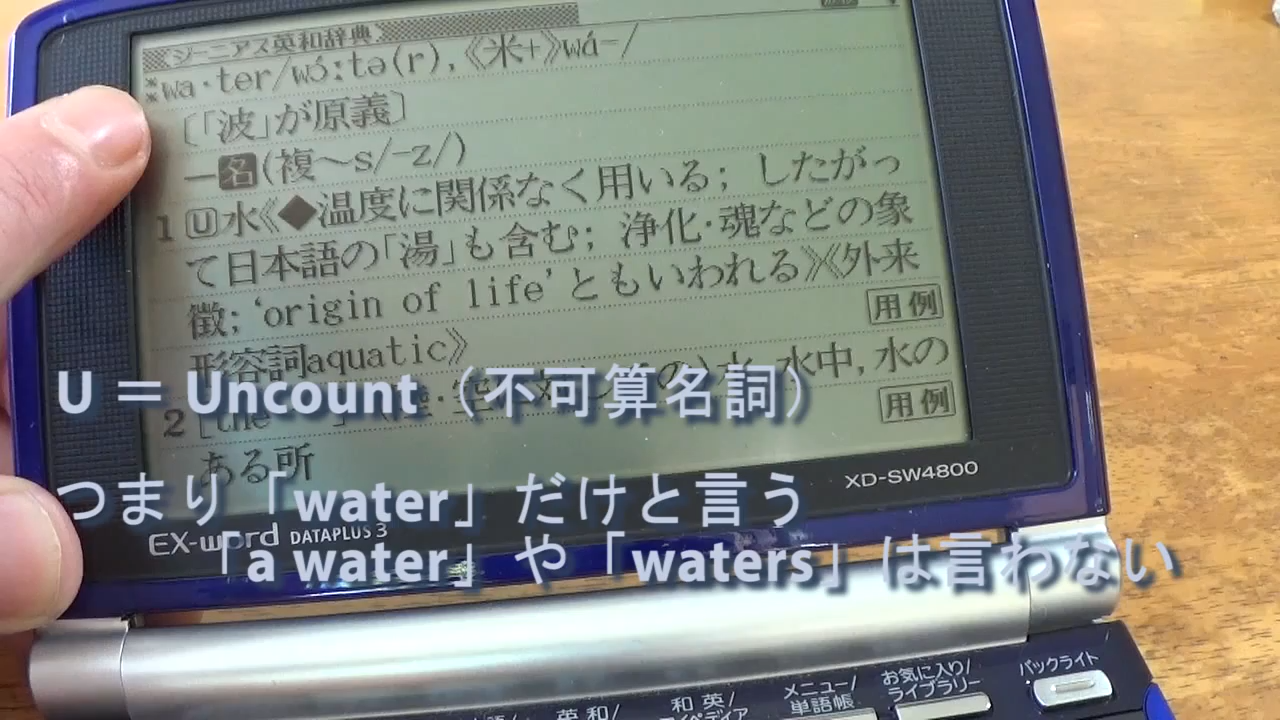 ジーニアス英和辞典
*wa・ter/wɔ́ːtə(r),《米+》wá-/
[「波」が原義]
―名(複～s/-z/)
1 U水《◆温度に関係なく用いる; したがっ
て日本語の「湯」も含む; 浄化・魂などの象
徴; ‘origin of life’ともいわれる》《外来
形容詞aquatic》
用例
2 [the 水, 水中, 水の
ある所
用例
U = Uncount（不可算名詞）
つまり「water」だけと言う
「a water」や「waters」は言わない
XD-SW4800
EX-word DATAPLUS 3
英和/
和英/
メニュー/
単語帳
お気に入り/
ライブラリー
バックライト